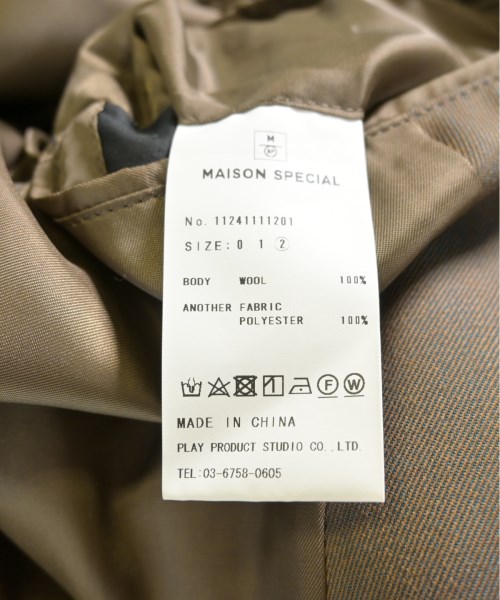 M
SP
MAISON SPECIAL
No. 11241111201
SIZE: 0 1 ②
BODY WOOL 100%
ANOTHER FABRIC
POLYESTER 100%
Ⓕ Ⓦ
MADE IN CHINA
PLAY PRODUCT STUDIO CO.,LTD.
TEL:03-6758-0605